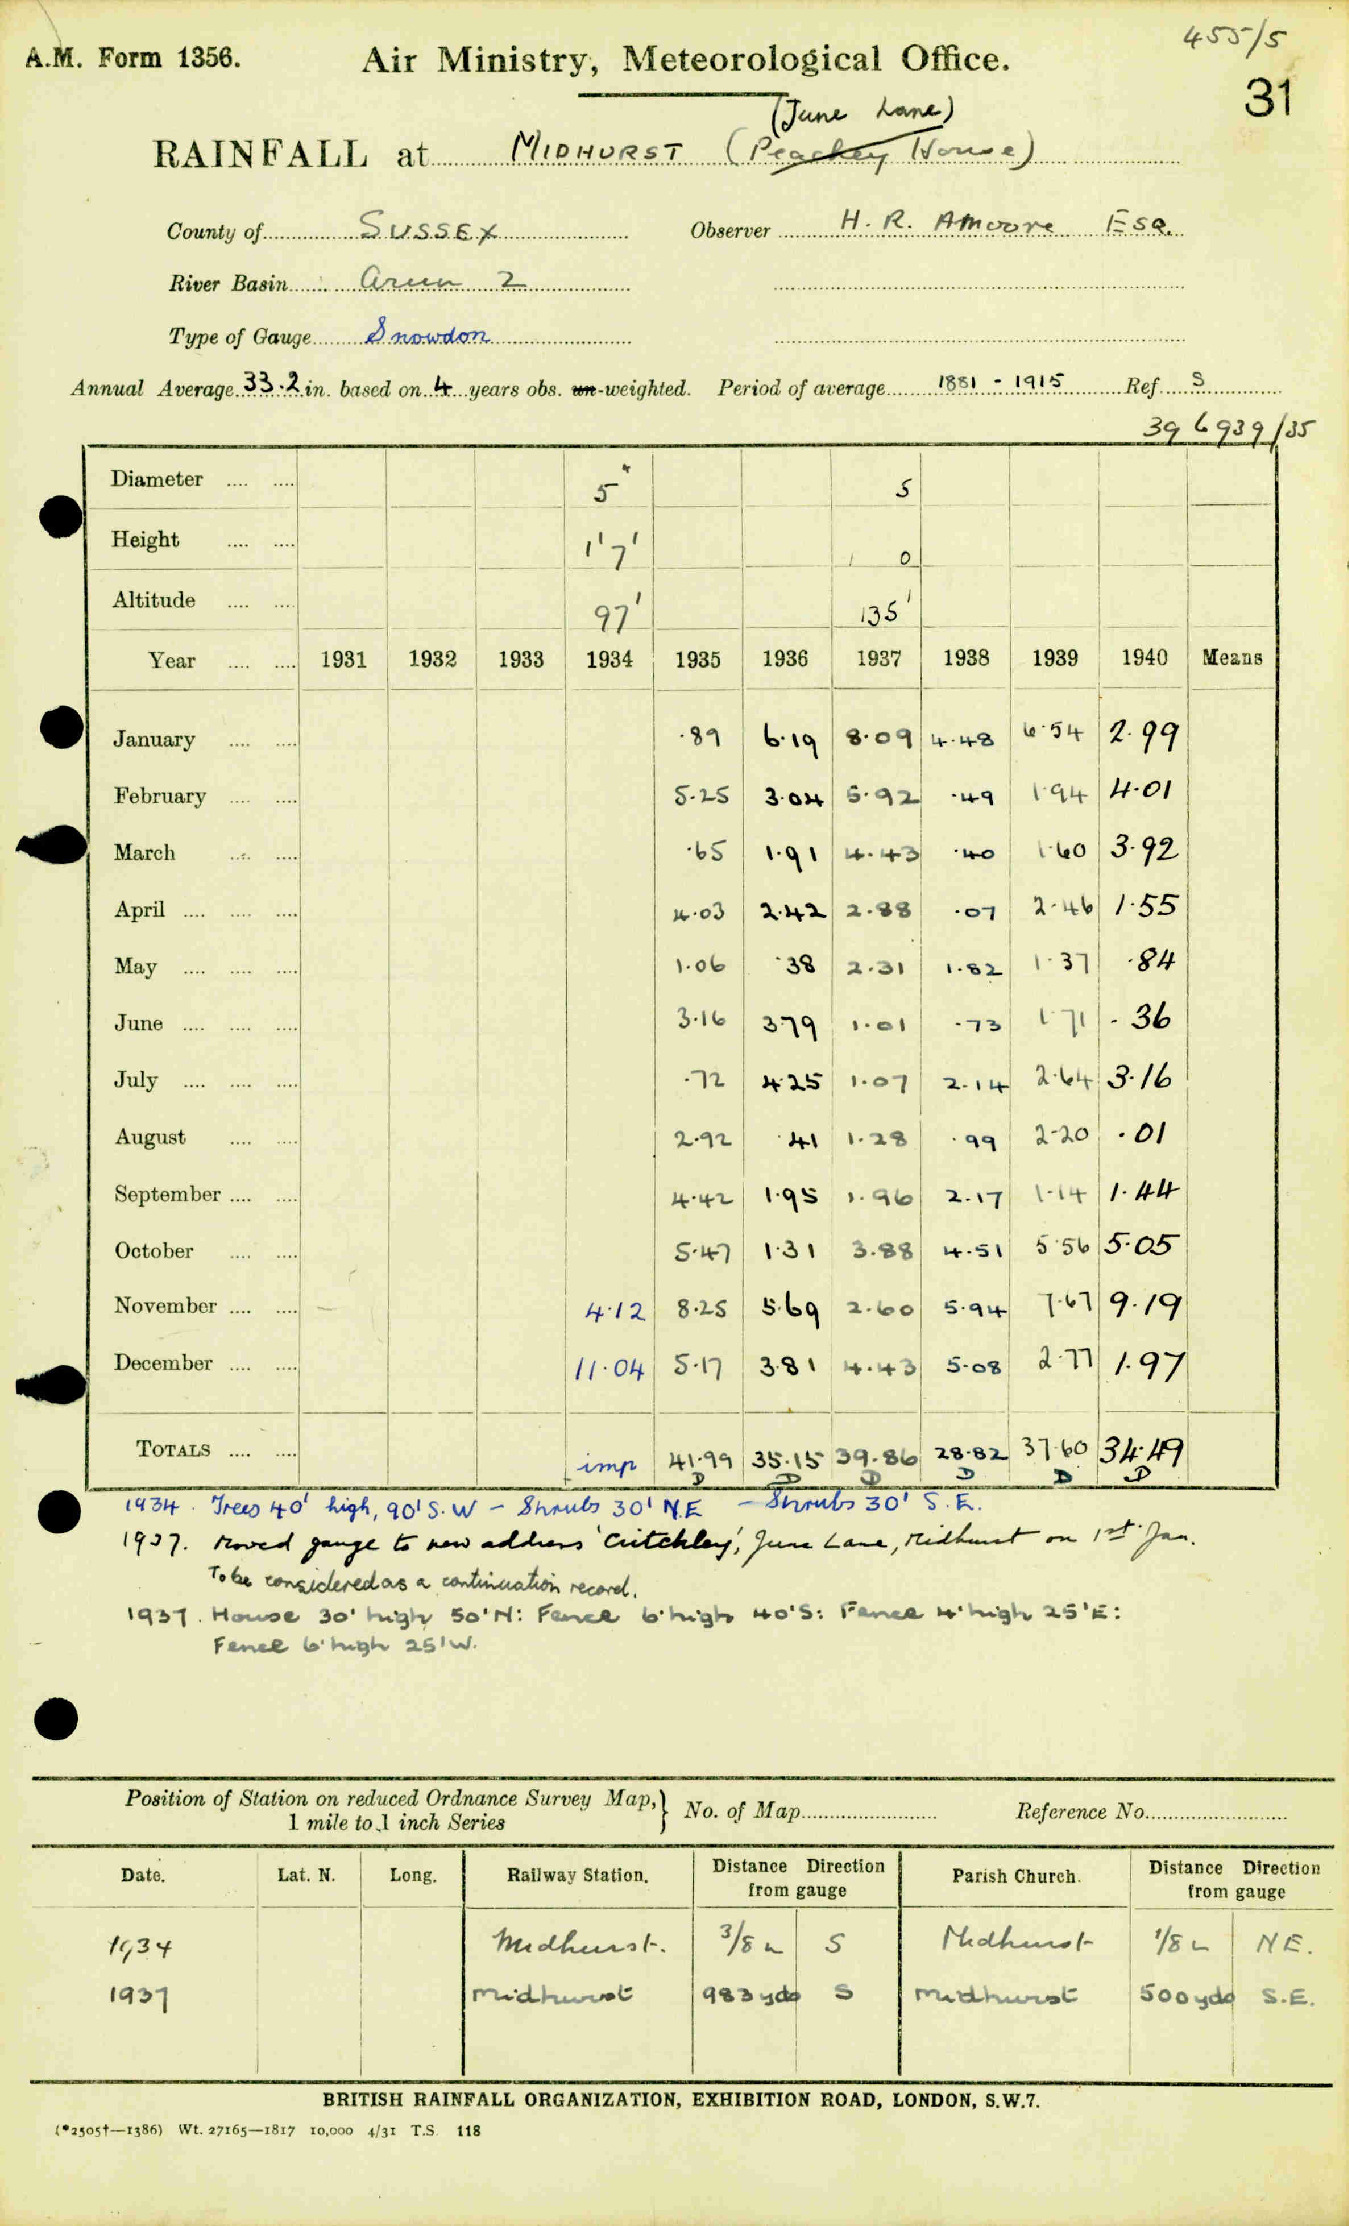 455/5
A.M. Form 1356. Air Ministry, Meteorological Office.
31
(June Lane)
RAINFALL at MIDHURST (Peachey House)
County of SUSSEX Observer H. R. Amoore Esq.
River Basin Arun 2
Type of Gauge Snowdon
Annual Average 33.2 in. based on 4 years obs. un-weighted. Period of average 1881 - 1915 Ref. S
396939/35
Diameter .... .... 5" 5
Height .... .... 1'7' 1 0
Altitude .... .... 97' 135'
Year .... .... 1931 1932 1933 1934 1935 1936 1937 1938 1939 1940 Means
January .... .... .89 6.19 8.09 4.48 6.54 2.99
February .... .... 5.25 3.04 5.92 .49 1.94 4.01
March .... .... .65 1.91 4.43 .40 1.60 3.92
April .... .... .... 4.03 2.42 2.88 .07 2.46 1.55
May .... .... .... 1.06 .38 2.31 1.82 1.37 .84
June .... .... .... 3.16 3.79 1.01 .73 1.71 .36
July .... .... .... .72 4.25 1.07 2.14 2.64 3.16
August .... .... 2.92 .41 1.28 .99 2.20 .01
September .... .... 4.42 1.95 1.96 2.17 1.14 1.44
October .... .... 5.47 1.31 3.88 4.51 5.56 5.05
November .... .... 4.12 8.25 5.69 2.60 5.94 7.67 9.19
December .... .... 11.04 5.17 3.81 4.43 5.08 2.77 1.97
TOTALS .... .... imp 41.99 35.15 39.86 28.82 37.60 34.49
D D D D D D
1934. Trees 40' high, 90' S.W - Shrubs 30' N.E - Shrubs 30' S.E.
1937. Moved gauge to new address 'Critchley', June Lane, Midhurst on 1st Jan.
To be considered as a continuation record.
1937. House 30' high 50'N: Fence 6' high 40'S: Fence 4' high 25'E:
Fence 6' high 25'W.
Position of Station on reduced Ordnance Survey Map,} No. of Map Reference No.
1 mile to 1 inch Series
Date. Lat. N. Long. Railway Station. Distance Direction from gauge Parish Church. Distance Direction from gauge
1934 Midhurst. 3/8 m S Midhurst 1/8 m NE.
1937 Midhurst 983 yds S Midhurst 500 yds S.E.
BRITISH RAINFALL ORGANIZATION, EXHIBITION ROAD, LONDON, S.W.7.
(*2505†—1386) Wt. 27165—1817 10,000 4/31 T.S. 118